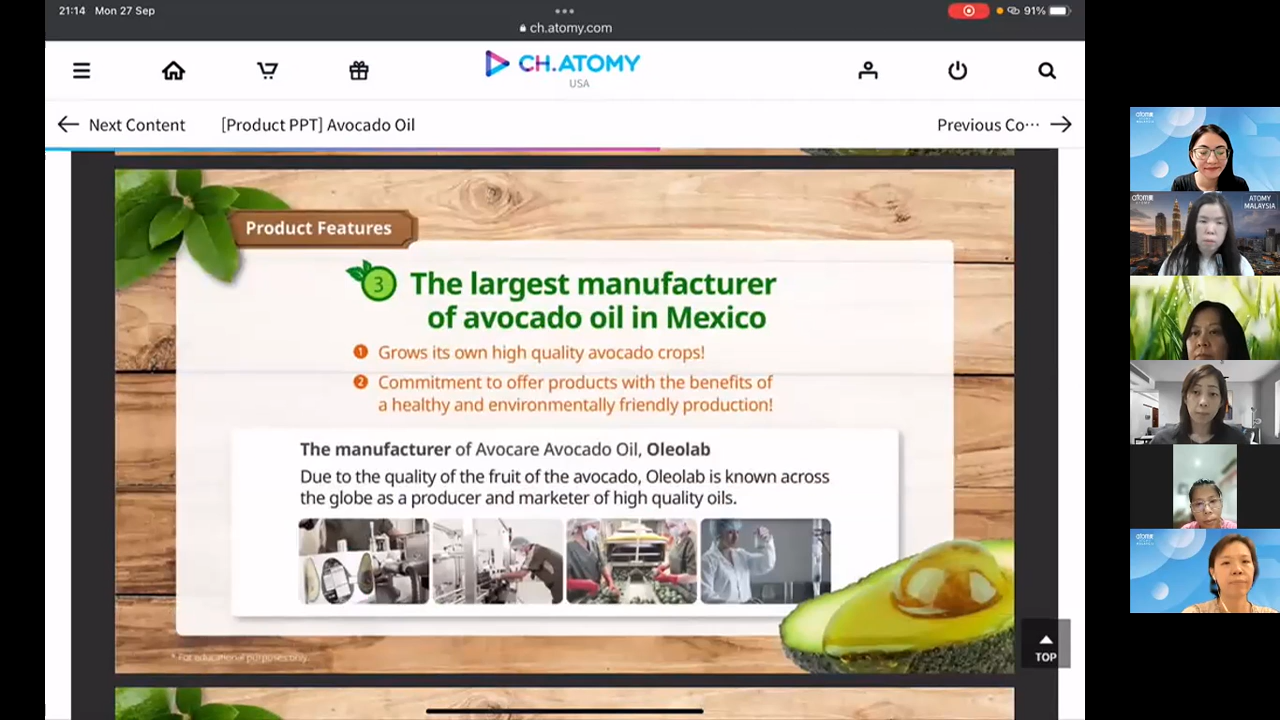 21:14 Mon 27 Sep
91%
ch.atomy.com
CH.ATOMY
USA
Next Content
[Product PPT] Avocado Oil
Previous Co···
Product Features
3
The largest manufacturer
of avocado oil in Mexico
1 Grows its own high quality avocado crops!
2 Commitment to offer products with the benefits of
a healthy and environmentally friendly production!
The manufacturer of Avocare Avocado Oil, Oleolab
Due to the quality of the fruit of the avocado, Oleolab is known across
the globe as a producer and marketer of high quality oils.
* For educational purposes only.
TOP
ATOMY
MALAYSIA